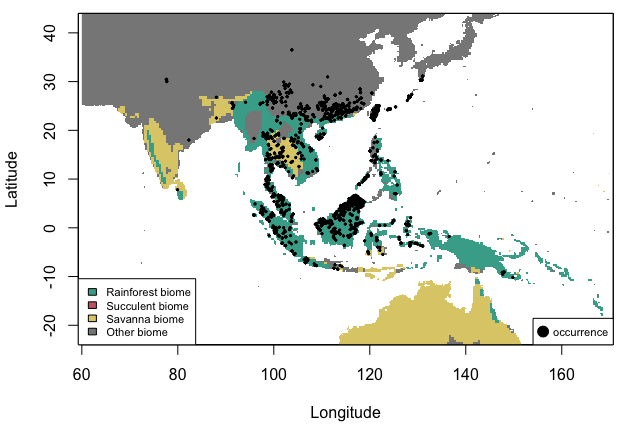 40
30
20
10
0
-10
-20
Latitude
Rainforest biome
Succulent biome
Savanna biome
Other biome
occurrence
60
80
100
120
140
160
Longitude